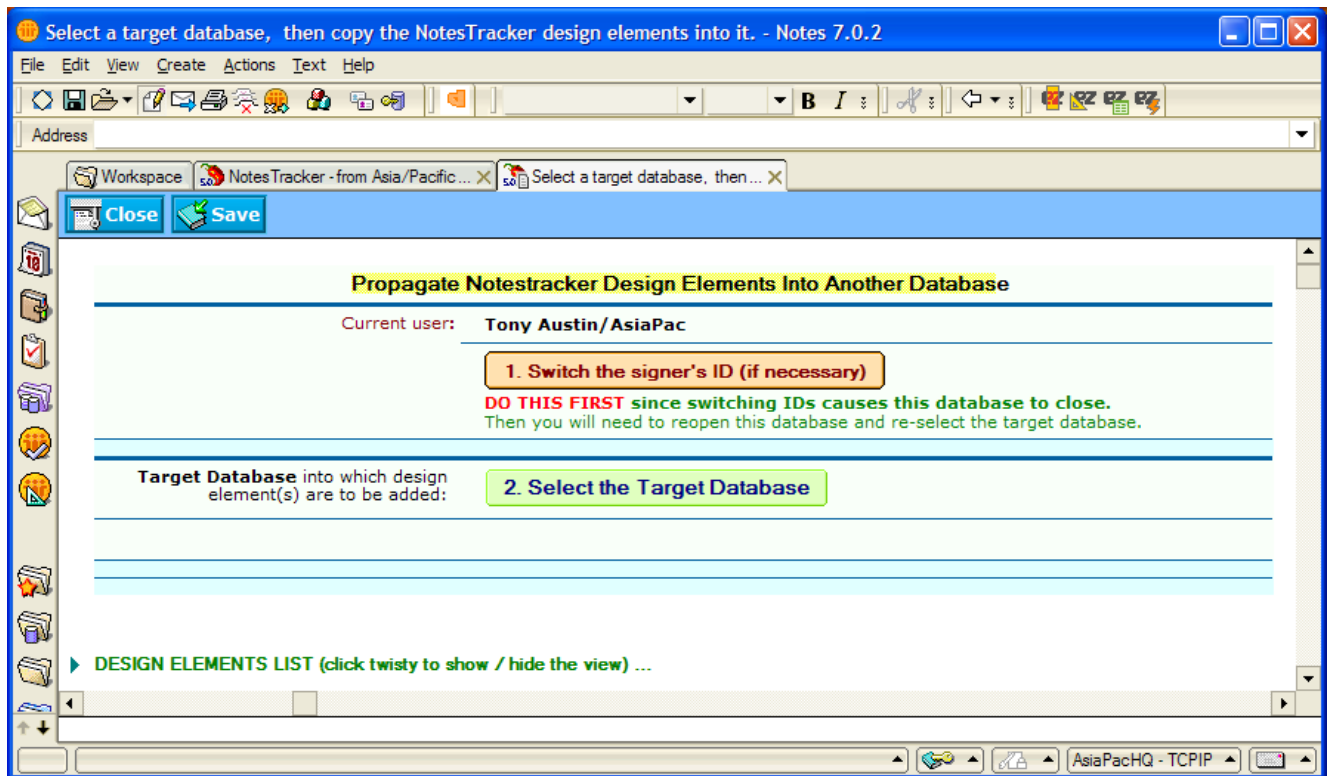 Select a target database,  then copy the NotesTracker design elements into it. - Notes 7.0.2
File Edit View Create Actions Text Help
B I
Address
Workspace NotesTracker - from Asia/Pacific ... Select a target database,  then ...
Close Save
Propagate Notestracker Design Elements Into Another Database
Current user: Tony Austin/AsiaPac
1. Switch the signer's ID (if necessary)
DO THIS FIRST since switching IDs causes this database to close.
Then you will need to reopen this database and re-select the target database.
Target Database into which design
element(s) are to be added:
2. Select the Target Database
DESIGN ELEMENTS LIST (click twisty to show / hide the view) ...
AsiaPacHQ - TCPIP